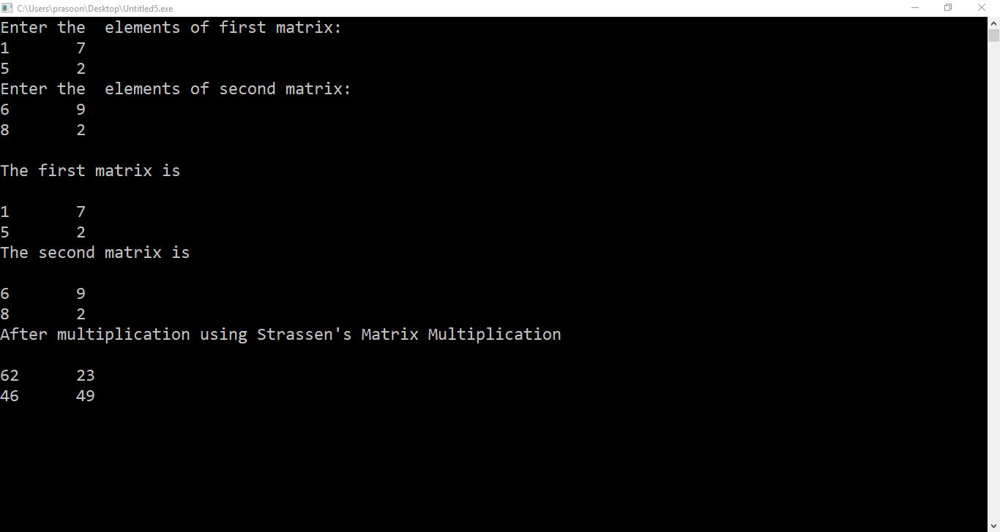 C:\Users\prasoon\Desktop\Untitled5.exe
Enter the  elements of first matrix:
1       7
5       2
Enter the  elements of second matrix:
6       9
8       2
The first matrix is
1       7
5       2
The second matrix is
6       9
8       2
After multiplication using Strassen's Matrix Multiplication
62      23
46      49